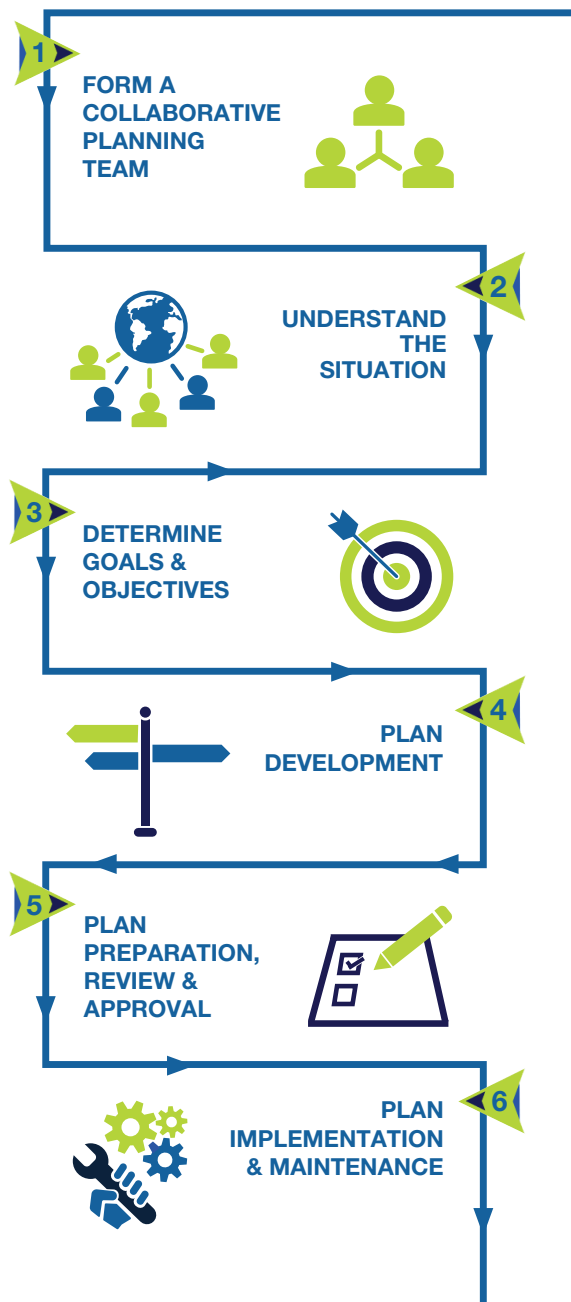 1
FORM A
COLLABORATIVE
PLANNING
TEAM
2
UNDERSTAND
THE
SITUATION
3
DETERMINE
GOALS &
OBJECTIVES
4
PLAN
DEVELOPMENT
5
PLAN
PREPARATION,
REVIEW &
APPROVAL
6
PLAN
IMPLEMENTATION
& MAINTENANCE